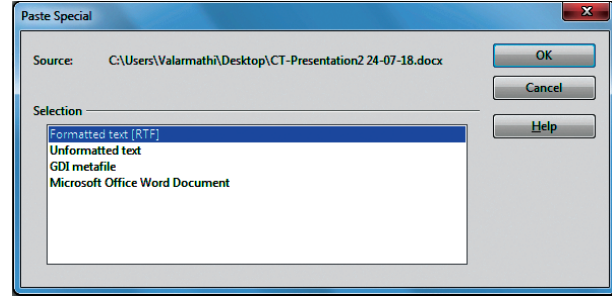 Paste Special
Source: C:\Users\Valarmathi\Desktop\CT-Presentation2 24-07-18.docx
OK
Cancel
Help
Selection
Formatted text [RTF]
Unformatted text
GDI metafile
Microsoft Office Word Document